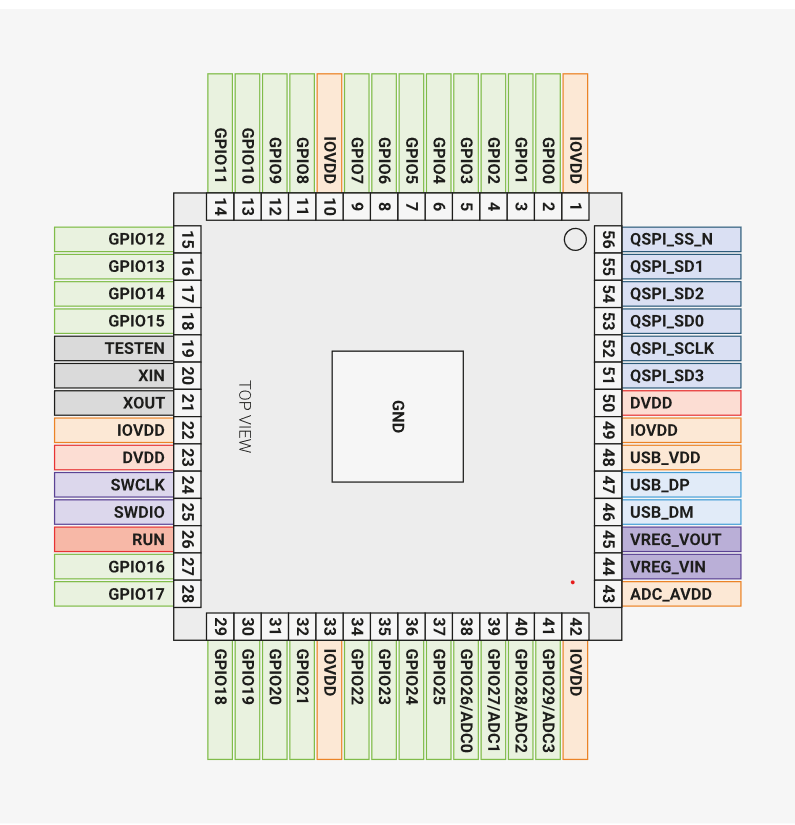 GPIO11 GPIO10 GPIO9 GPIO8 IOVDD GPIO7 GPIO6 GPIO5 GPIO4 GPIO3 GPIO2 GPIO1 GPIO0 IOVDD
14 13 12 11 10 9 8 7 6 5 4 3 2 1
GPIO12 15
GPIO13 16
GPIO14 17
GPIO15 18
TESTEN 19
XIN 20
XOUT 21
IOVDD 22
DVDD 23
SWCLK 24
SWDIO 25
RUN 26
GPIO16 27
GPIO17 28
TOP VIEW
GND
56 QSPI_SS_N
55 QSPI_SD1
54 QSPI_SD2
53 QSPI_SD0
52 QSPI_SCLK
51 QSPI_SD3
50 DVDD
49 IOVDD
48 USB_VDD
47 USB_DP
46 USB_DM
45 VREG_VOUT
44 VREG_VIN
43 ADC_AVDD
29 30 31 32 33 34 35 36 37 38 39 40 41 42
GPIO18 GPIO19 GPIO20 GPIO21 IOVDD GPIO22 GPIO23 GPIO24 GPIO25 GPIO26/ADC0 GPIO27/ADC1 GPIO28/ADC2 GPIO29/ADC3 IOVDD